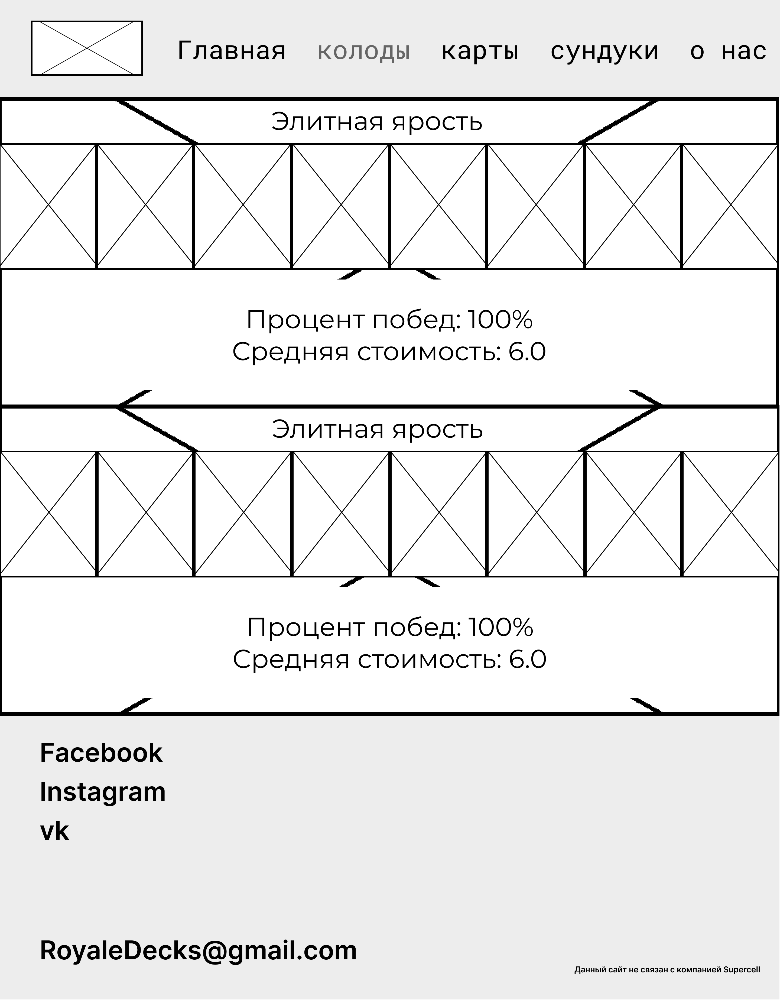 Главная колоды карты сундуки о нас
Элитная ярость
Процент побед: 100%
Средняя стоимость: 6.0
Элитная ярость
Процент побед: 100%
Средняя стоимость: 6.0
Facebook
Instagram
vk
RoyaleDecks@gmail.com
Данный сайт не связан с компанией Supercell